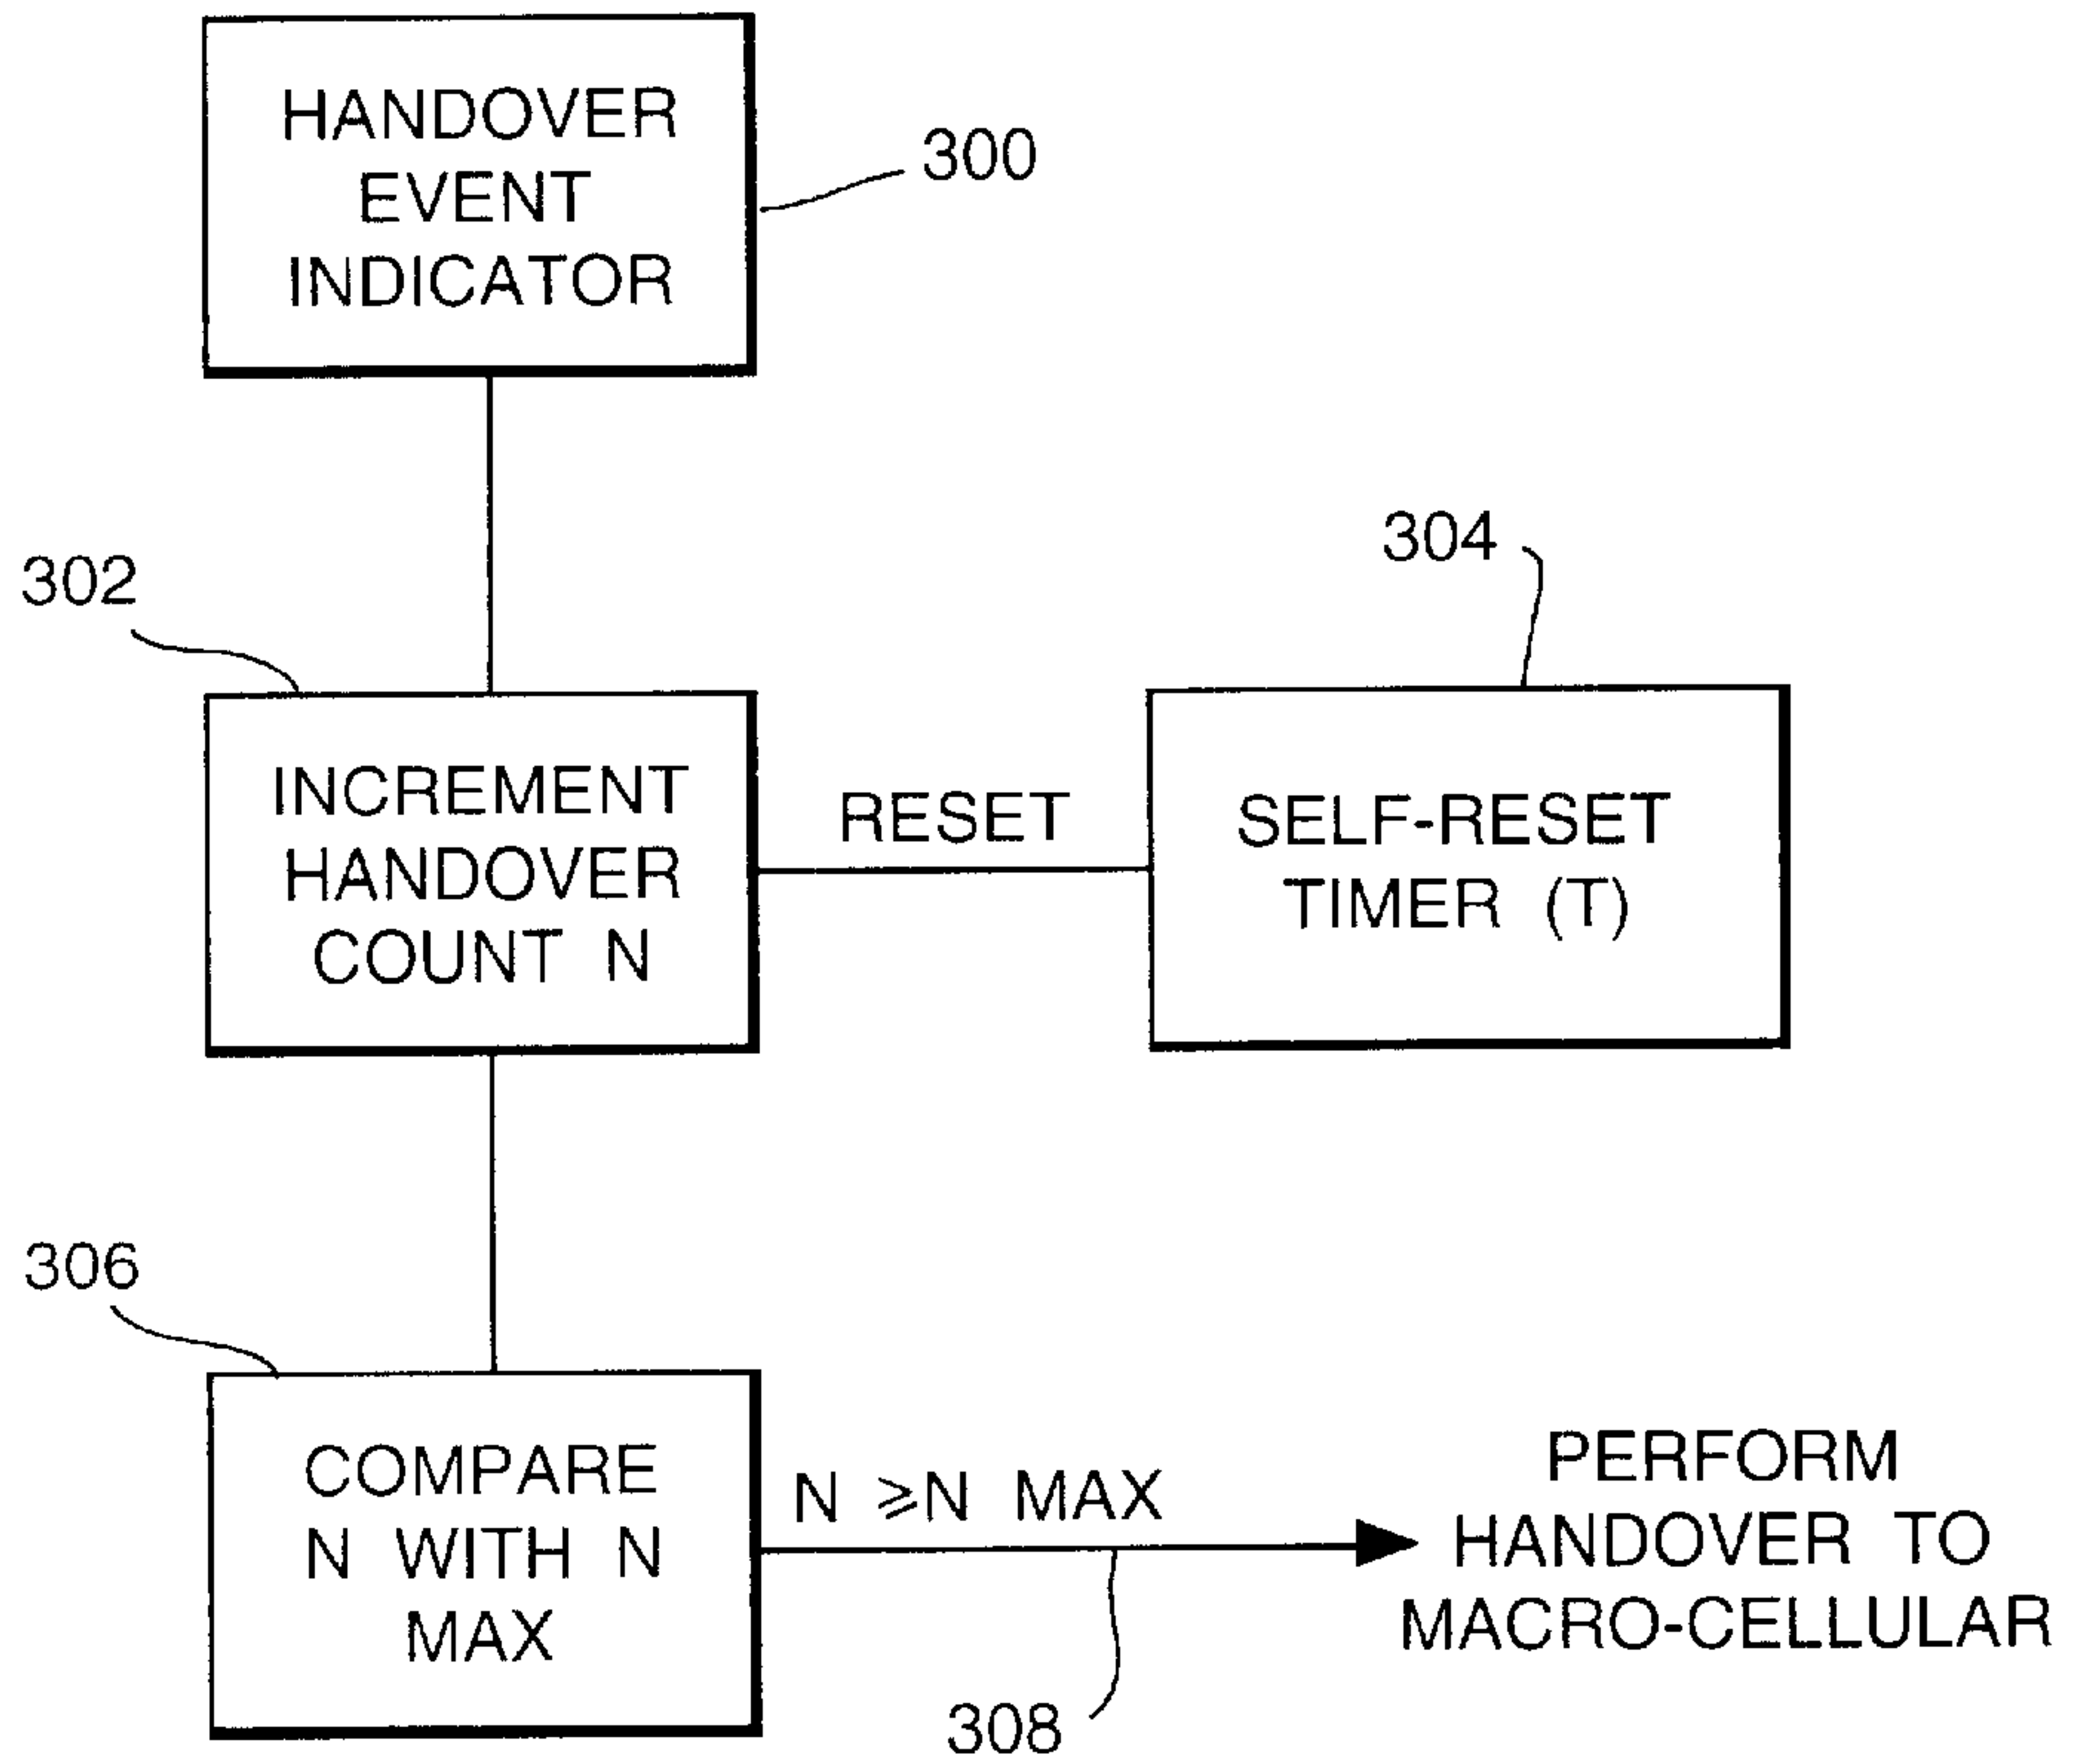 HANDOVER
EVENT
INDICATOR
300
302
304
INCREMENT
HANDOVER
COUNT N
RESET
SELF-RESET
TIMER (T)
306
COMPARE
N WITH N
MAX
N ⩾N MAX
308
PERFORM
HANDOVER TO
MACRO-CELLULAR